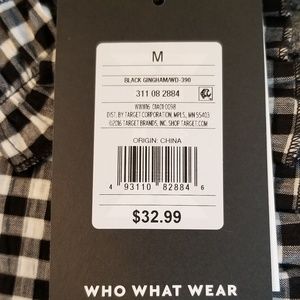 M
BLACK GINGHAM/WD-390
311 08 2884
DIST. BY TARGET CORPORATION, MPLS, MN 55403
©2016 TARGET BRANDS, INC. SHOP TARGET.COM
ORIGIN: CHINA
4 93110 82884 6
$32.99
WHO WHAT WEAR